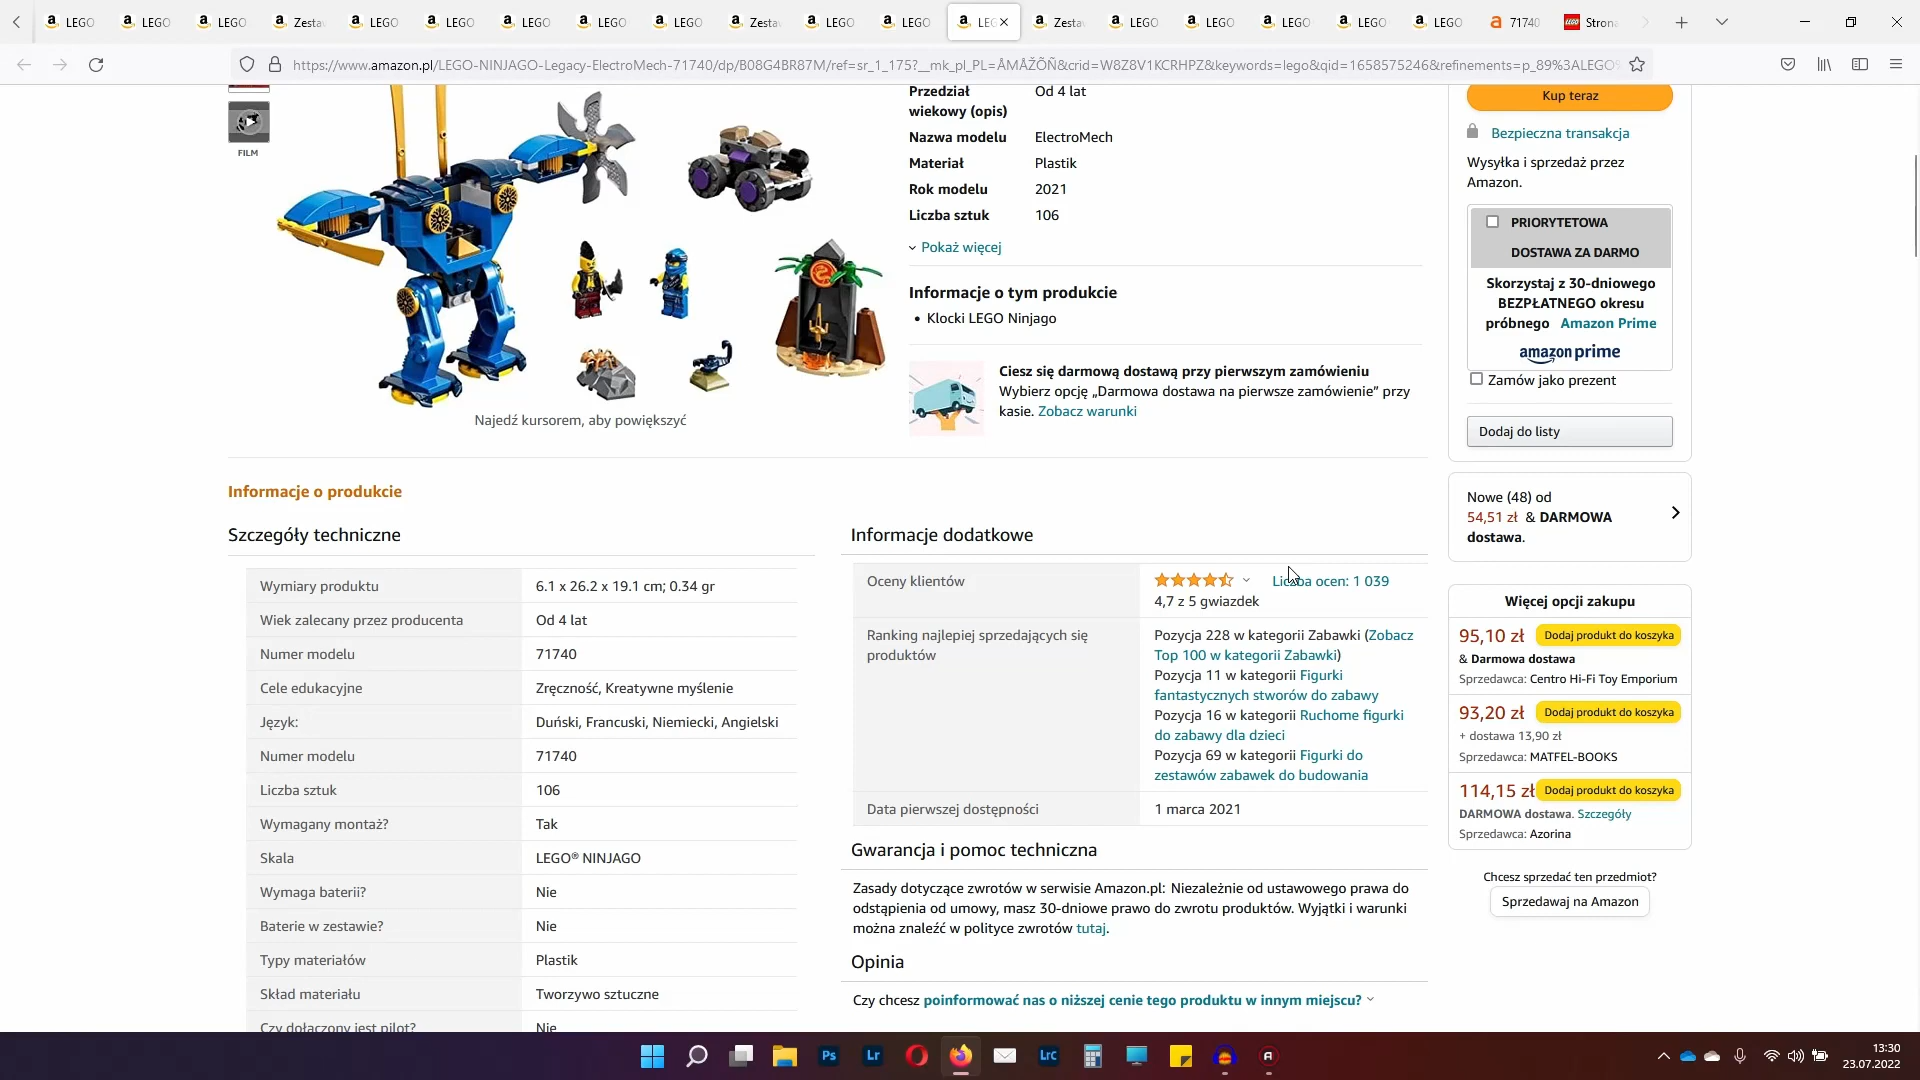 LEGO
LEGO
LEGO
Zesta
LEGO
LEGO
LEGO
LEGO
LEGO
Zesta
LEGO
LEGO
LEG
Zesta
LEGO
LEGO
LEGO
LEGO
LEGO
71740
Strona
https://www.amazon.pl/LEGO-NINJAGO-Legacy-ElectroMech-71740/dp/B08G4BR87M/ref=sr_1_175?__mk_pl_PL=ÅMÅŽÕÑ&crid=W8Z8V1KCRHPZ&keywords=lego&qid=1658575246&refinements=p_89%3ALEGO
FILM
Najedź kursorem, aby powiększyć
Przedział wiekowy (opis) Od 4 lat
Nazwa modelu ElectroMech
Materiał Plastik
Rok modelu 2021
Liczba sztuk 106
Pokaż więcej
Informacje o tym produkcie
• Klocki LEGO Ninjago
Ciesz się darmową dostawą przy pierwszym zamówieniu
Wybierz opcję „Darmowa dostawa na pierwsze zamówienie” przy
kasie. Zobacz warunki
Kup teraz
Bezpieczna transakcja
Wysyłka i sprzedaż przez
Amazon.
PRIORYTETOWA
DOSTAWA ZA DARMO
Skorzystaj z 30-dniowego
BEZPŁATNEGO okresu
próbnego Amazon Prime
amazon prime
Zamów jako prezent
Dodaj do listy
Nowe (48) od
54,51 zł & DARMOWA
dostawa.
Więcej opcji zakupu
95,10 zł Dodaj produkt do koszyka
& Darmowa dostawa
Sprzedawca: Centro Hi-Fi Toy Emporium
93,20 zł Dodaj produkt do koszyka
+ dostawa 13,90 zł
Sprzedawca: MATFEL-BOOKS
114,15 zł Dodaj produkt do koszyka
DARMOWA dostawa. Szczegóły
Sprzedawca: Azorina
Chcesz sprzedać ten przedmiot?
Sprzedawaj na Amazon
Informacje o produkcie
Szczegóły techniczne
Wymiary produktu 6.1 x 26.2 x 19.1 cm; 0.34 gr
Wiek zalecany przez producenta Od 4 lat
Numer modelu 71740
Cele edukacyjne Zręczność, Kreatywne myślenie
Język: Duński, Francuski, Niemiecki, Angielski
Numer modelu 71740
Liczba sztuk 106
Wymagany montaż? Tak
Skala LEGO® NINJAGO
Wymaga baterii? Nie
Baterie w zestawie? Nie
Typy materiałów Plastik
Skład materiału Tworzywo sztuczne
Czy dołączony jest pilot? Nie
Informacje dodatkowe
Oceny klientów Liczba ocen: 1 039
4,7 z 5 gwiazdek
Ranking najlepiej sprzedających się
produktów
Pozycja 228 w kategorii Zabawki (Zobacz
Top 100 w kategorii Zabawki)
Pozycja 11 w kategorii Figurki
fantastycznych stworów do zabawy
Pozycja 16 w kategorii Ruchome figurki
do zabawy dla dzieci
Pozycja 69 w kategorii Figurki do
zestawów zabawek do budowania
Data pierwszej dostępności 1 marca 2021
Gwarancja i pomoc techniczna
Zasady dotyczące zwrotów w serwisie Amazon.pl: Niezależnie od ustawowego prawa do
odstąpienia od umowy, masz 30-dniowe prawo do zwrotu produktów. Wyjątki i warunki
można znaleźć w polityce zwrotów tutaj.
Opinia
Czy chcesz poinformować nas o niższej cenie tego produktu w innym miejscu?
Ps
Lr
Lrc
13:30
23.07.2022